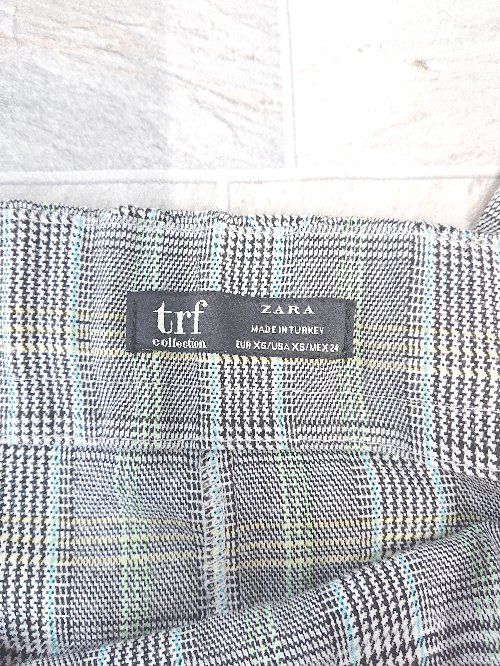 trf
collection
ZARA
MADE IN TURKEY
EUR XS/USA XS/MEX 24